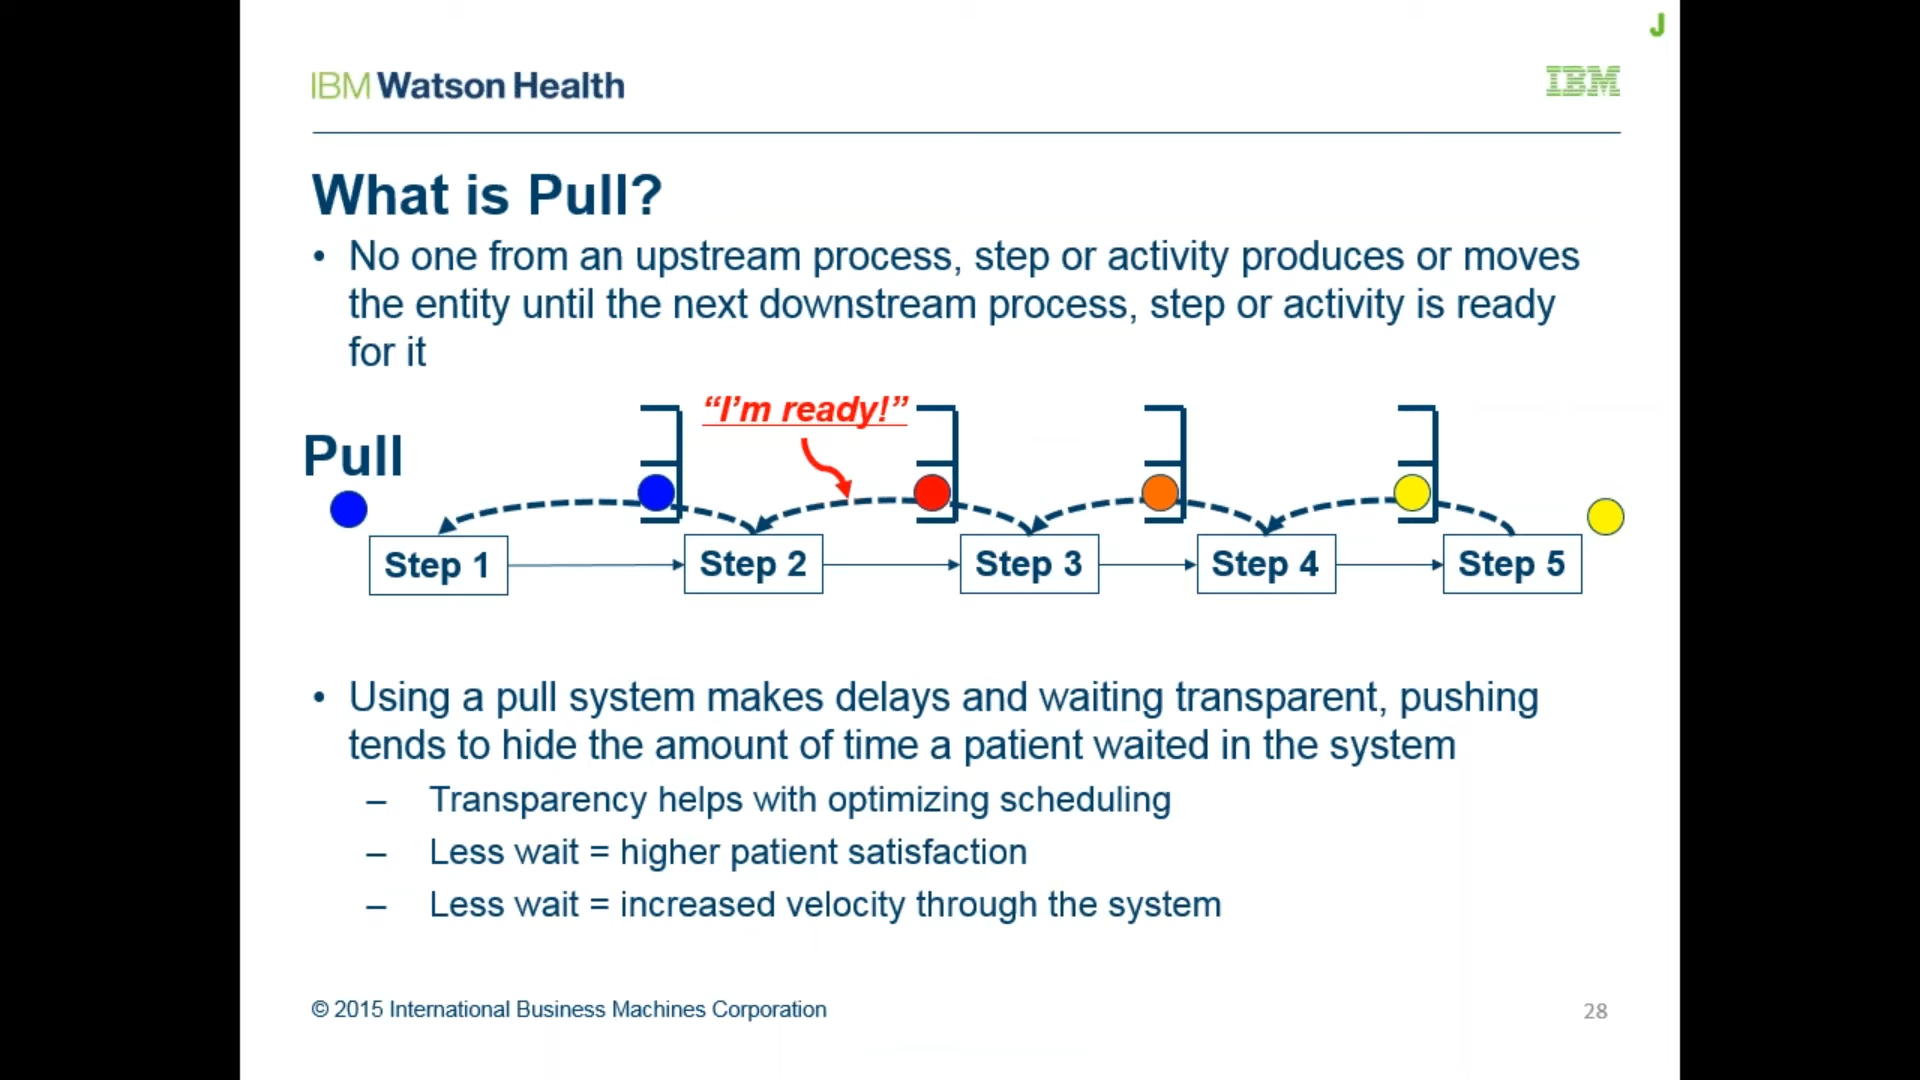 J
IBM Watson Health
IBM
What is Pull?
• No one from an upstream process, step or activity produces or moves
the entity until the next downstream process, step or activity is ready
for it
“I’m ready!”
Pull
Step 1
Step 2
Step 3
Step 4
Step 5
• Using a pull system makes delays and waiting transparent, pushing
tends to hide the amount of time a patient waited in the system
– Transparency helps with optimizing scheduling
– Less wait = higher patient satisfaction
– Less wait = increased velocity through the system
© 2015 International Business Machines Corporation
28